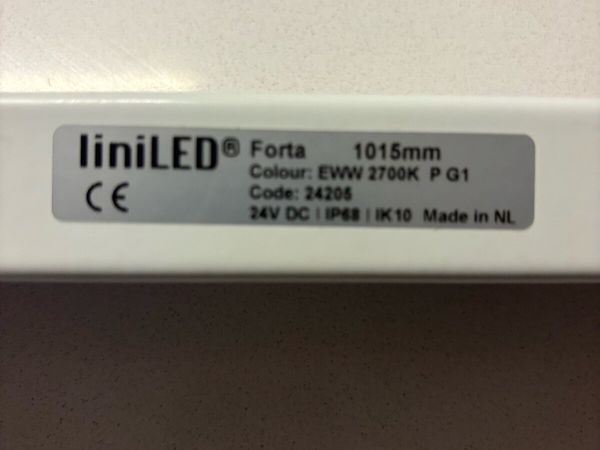 liniLED® Forta 1015mm
Colour: EWW 2700K P G1
CE Code: 24205
24V DC | IP68 | IK10 Made in NL